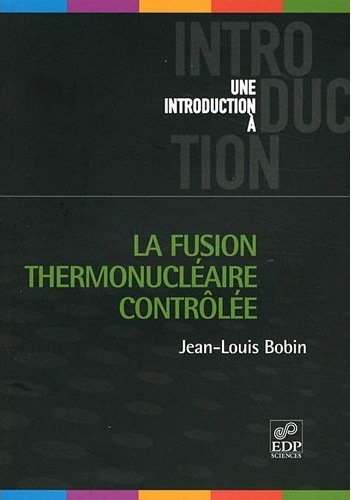 INTRO
DUC
TION
UNE
INTRODUCTION
À
LA FUSION
THERMONUCLÉAIRE
CONTRÔLÉE
Jean-Louis Bobin
EDP
SCIENCES